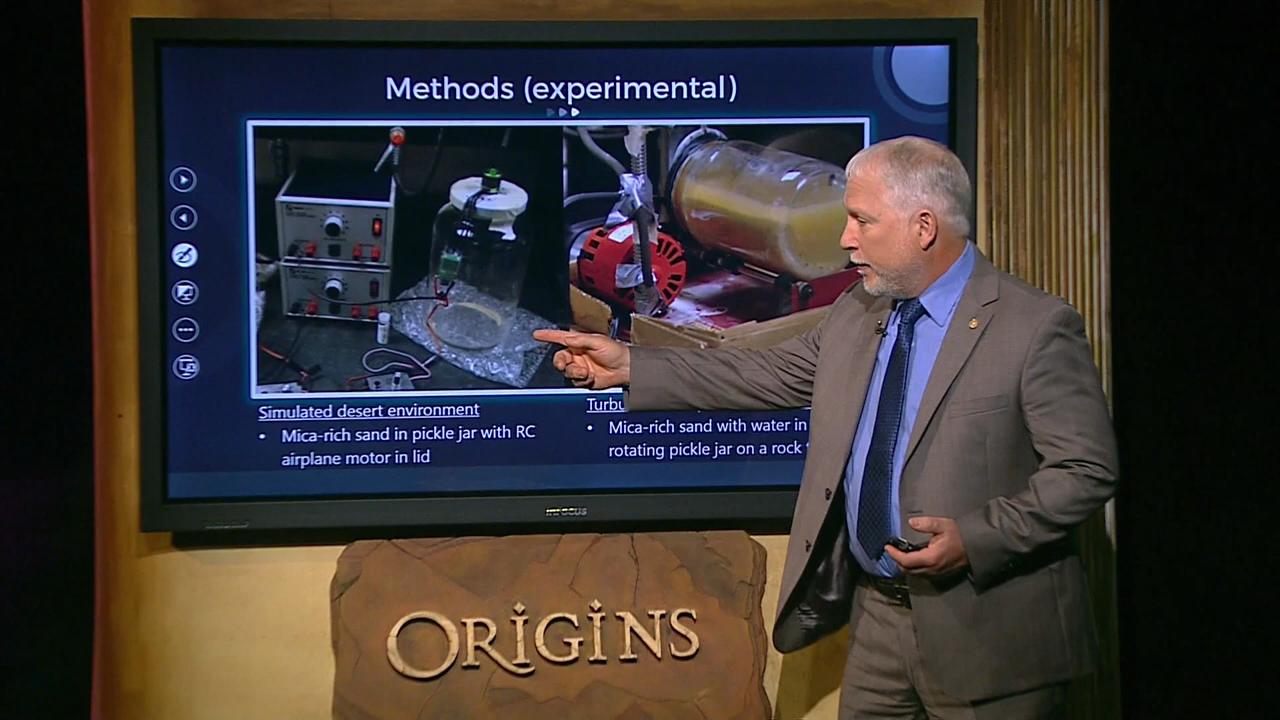 Methods (experimental)
Simulated desert environment
• Mica-rich sand in pickle jar with RC
airplane motor in lid
Turbu
• Mica-rich sand with water in
rotating pickle jar on a rock
InFocus
ORiGiNS